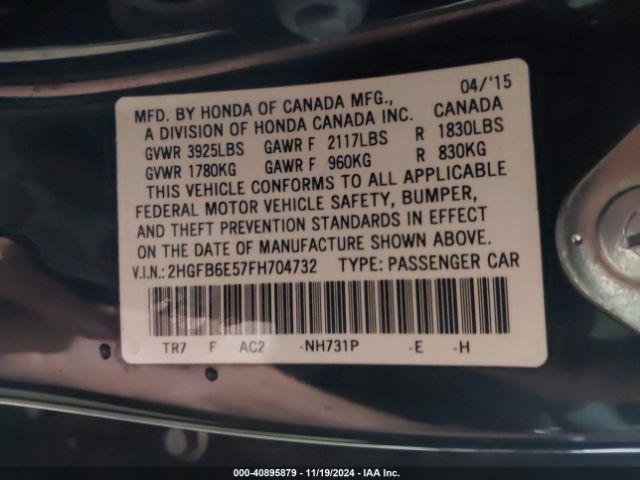 04/'15
MFD. BY HONDA OF CANADA MFG.,
A DIVISION OF HONDA CANADA INC. CANADA
GVWR 3925LBS GAWR F 2117LBS R 1830LBS
GVWR 1780KG GAWR F 960KG R 830KG
THIS VEHICLE CONFORMS TO ALL APPLICABLE
FEDERAL MOTOR VEHICLE SAFETY, BUMPER,
AND THEFT PREVENTION STANDARDS IN EFFECT
ON THE DATE OF MANUFACTURE SHOWN ABOVE.
V.I.N.:2HGFB6E57FH704732 TYPE: PASSENGER CAR
TR7 F AC2 -NH731P -E -H
000-40895879 - 11/19/2024 - IAA Inc.